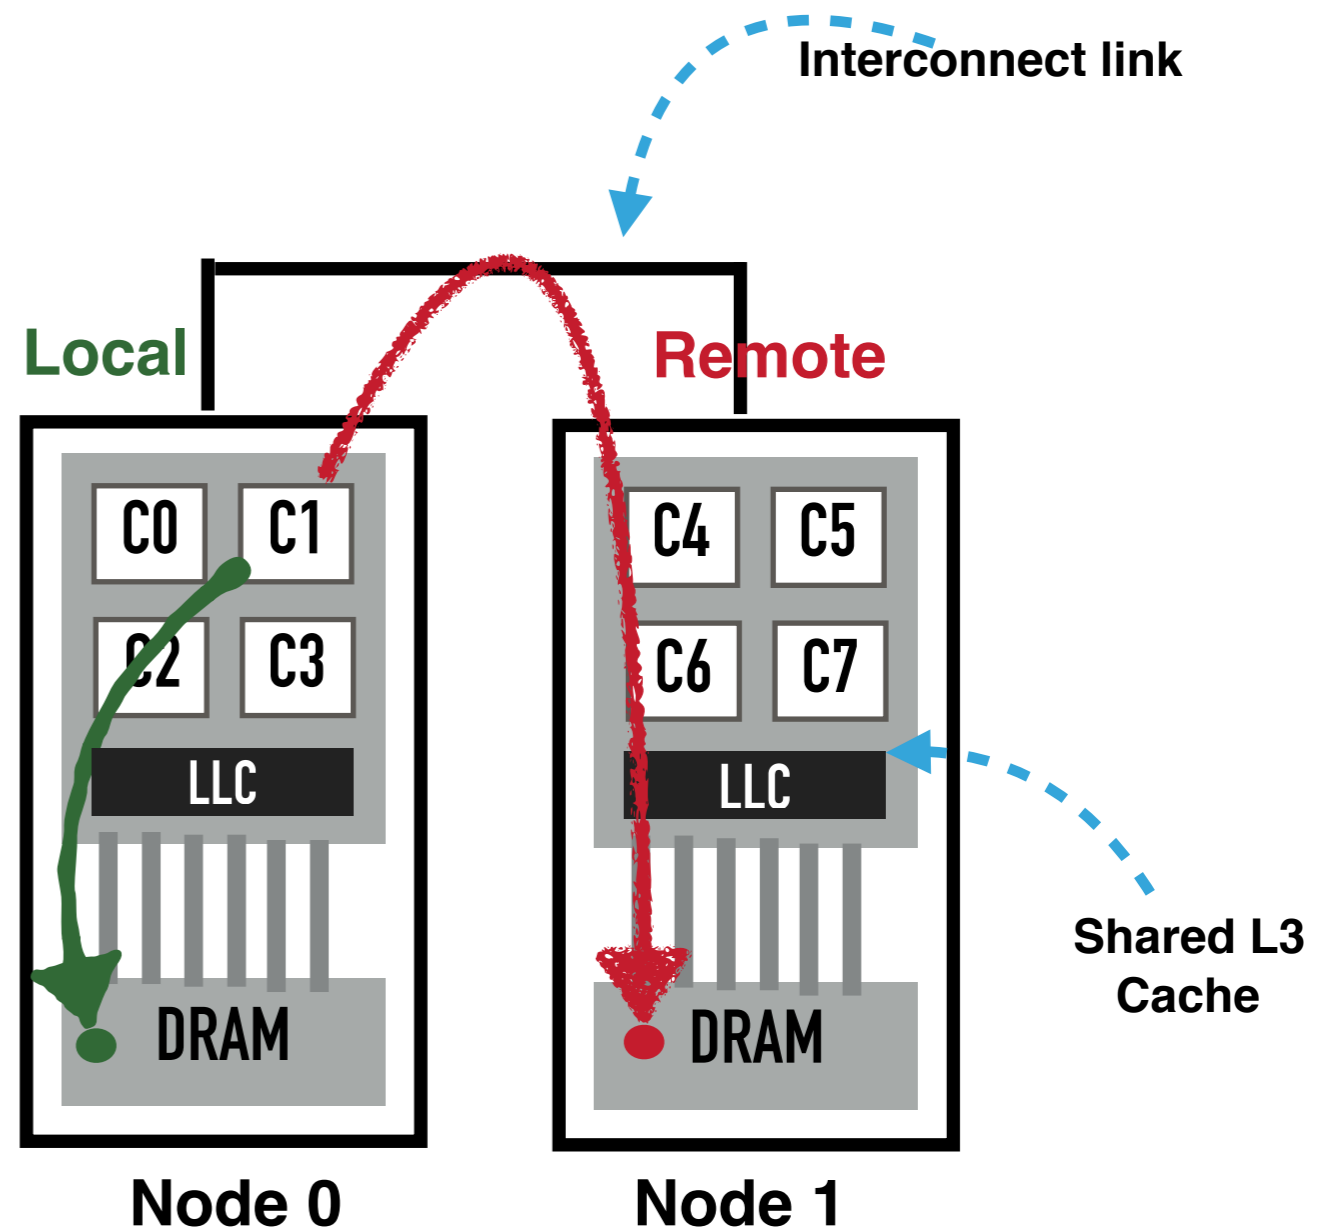 Interconnect link
Local
Remote
C0
C1
C4
C5
C2
C3
C6
C7
LLC
LLC
Shared L3
Cache
DRAM
DRAM
Node 0
Node 1